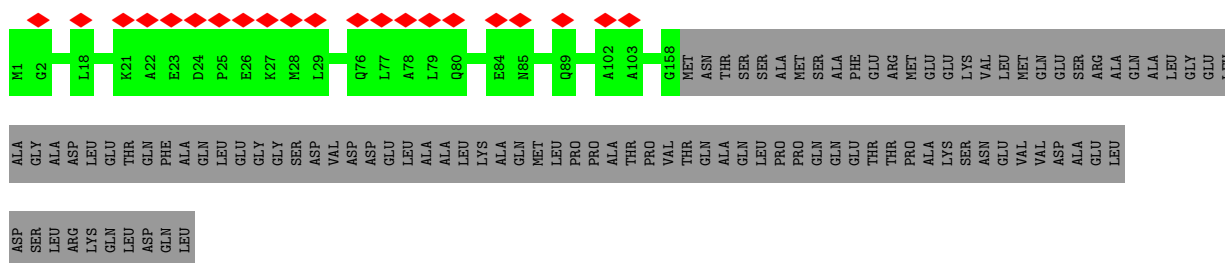 M1 G2 L18 K21 A22 E23 D24 P25 E26 K27 M28 L29 Q76 L77 A78 L79 Q80 E84 N85 Q89 A102 A103 G158 MET ASN THR SER SER ALA MET SER ALA PHE GLU ARG MET GLU GLU LYS VAL LEU MET GLN GLU SER ARG ALA GLN ALA LEU GLY GLU LEU
ALA GLY ALA ASP LEU GLU THR GLN PHE ALA GLN LEU GLU GLY GLY SER ASP VAL ASP ASP GLU LEU ALA ALA LEU LYS ALA GLN MET LEU PRO PRO ALA THR PRO VAL THR GLN ALA GLN LEU PRO PRO GLN GLN GLU THR THR PRO ALA LYS SER ASN GLU VAL VAL ASP ALA GLU LEU
ASP SER LEU ARG LYS GLN LEU ASP GLN LEU